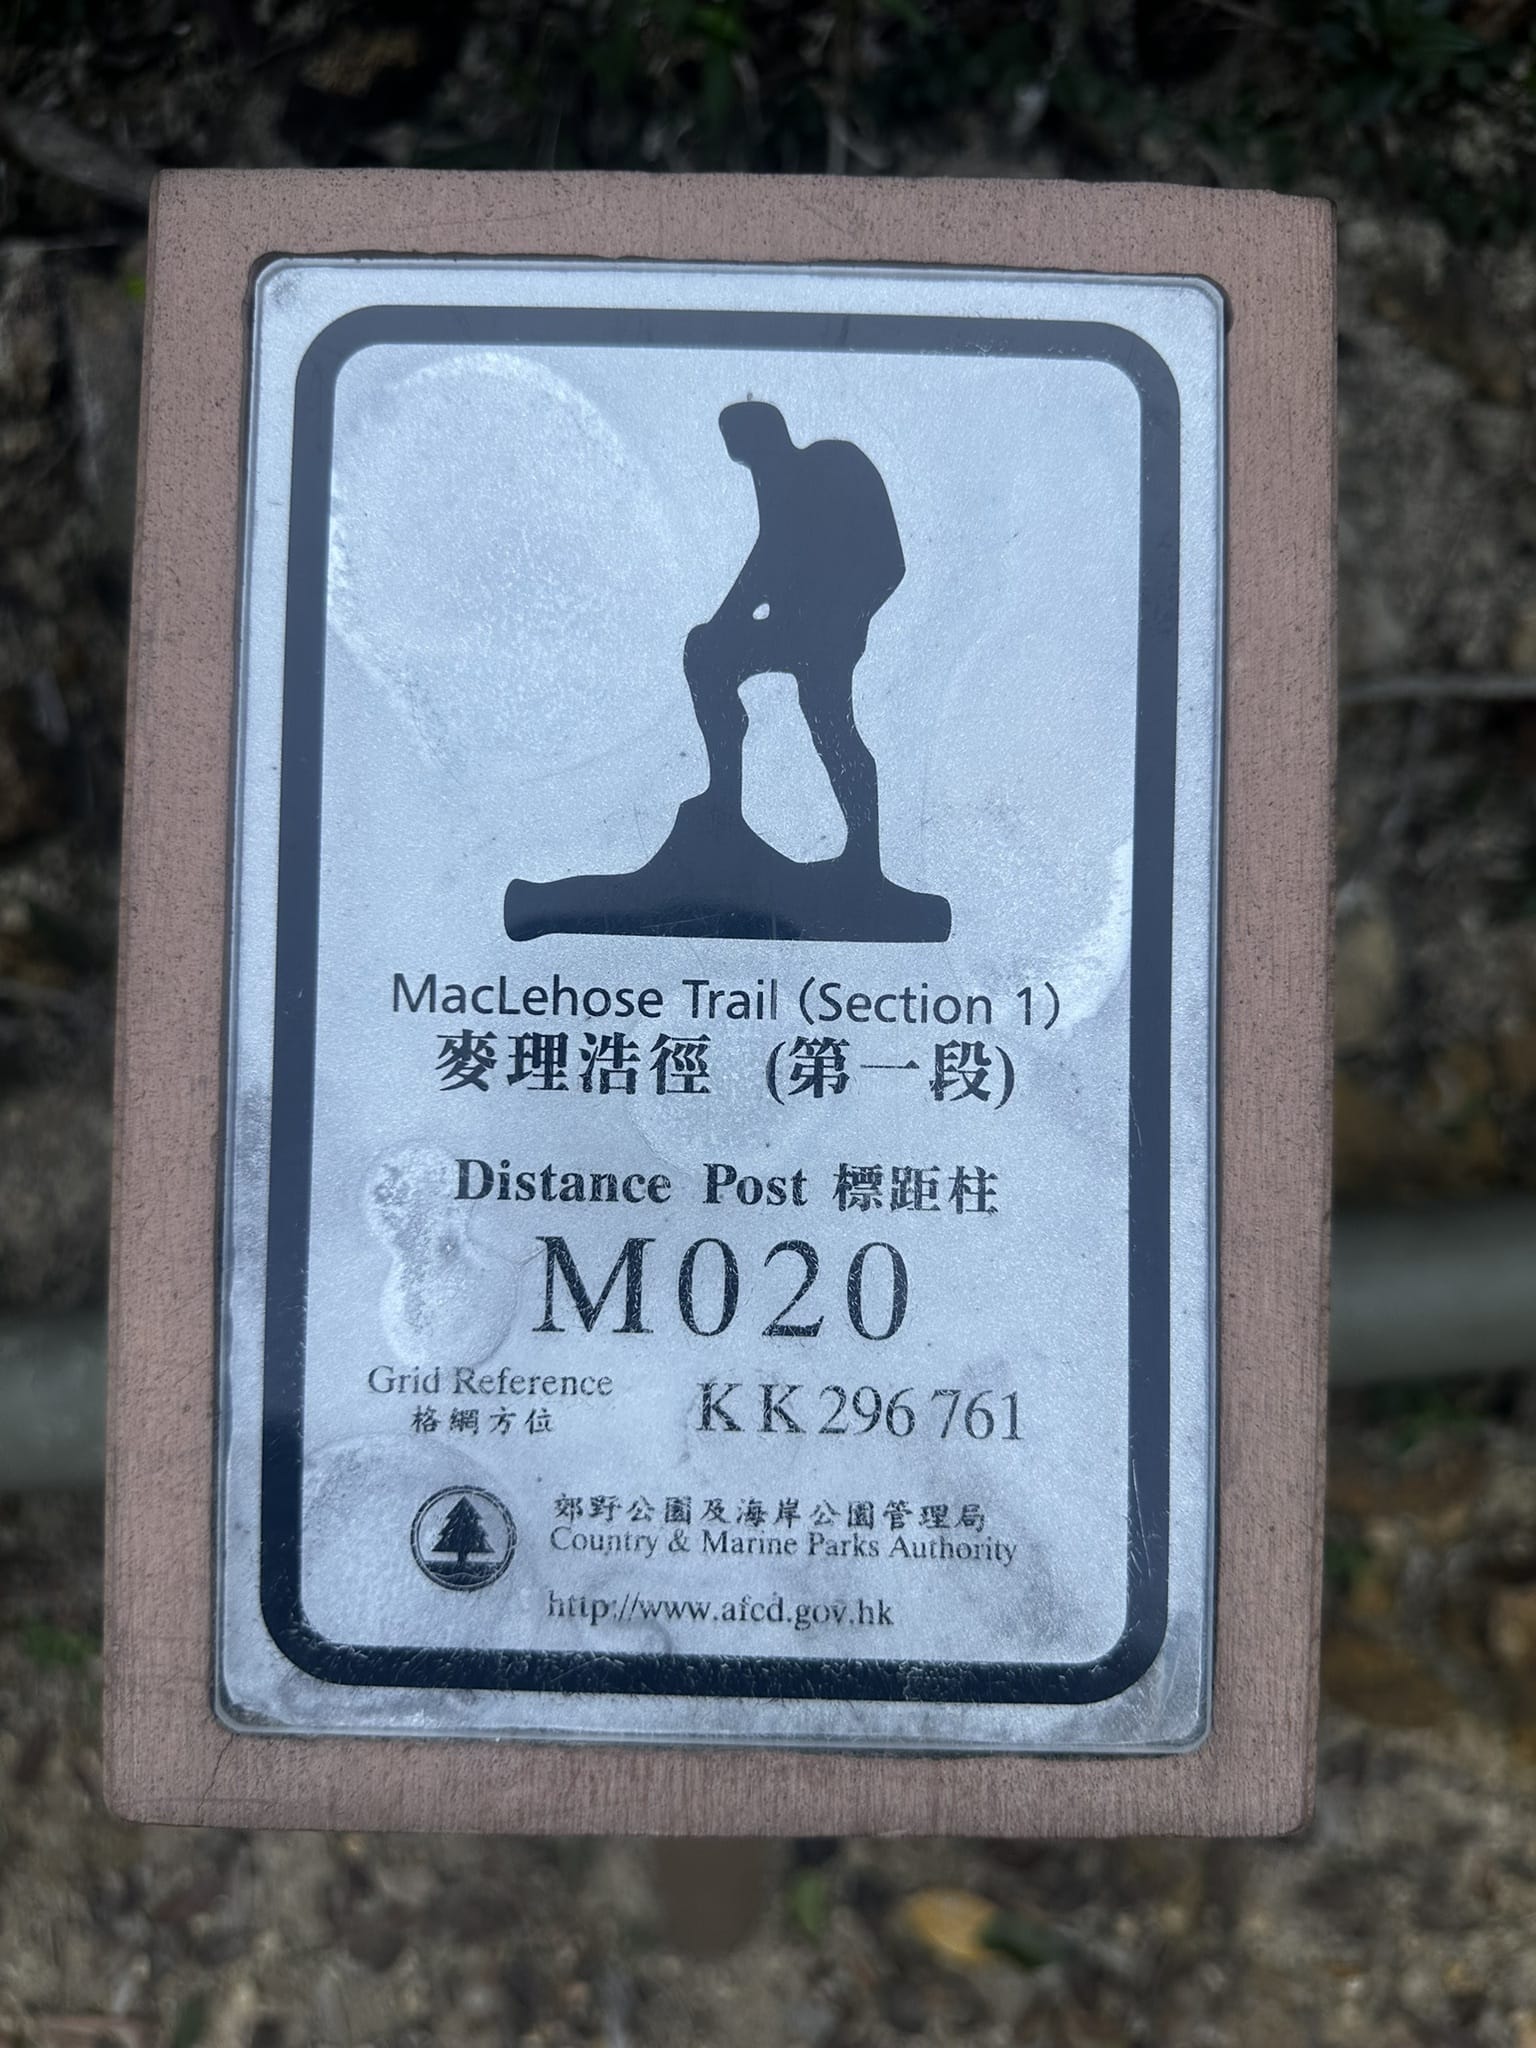 MacLehose Trail (Section 1)
麥理浩徑 (第一段)
Distance Post 標距柱
M020
Grid Reference KK 296 761
格網方位
郊野公園及海岸公園管理局
Country & Marine Parks Authority
http://www.afcd.gov.hk